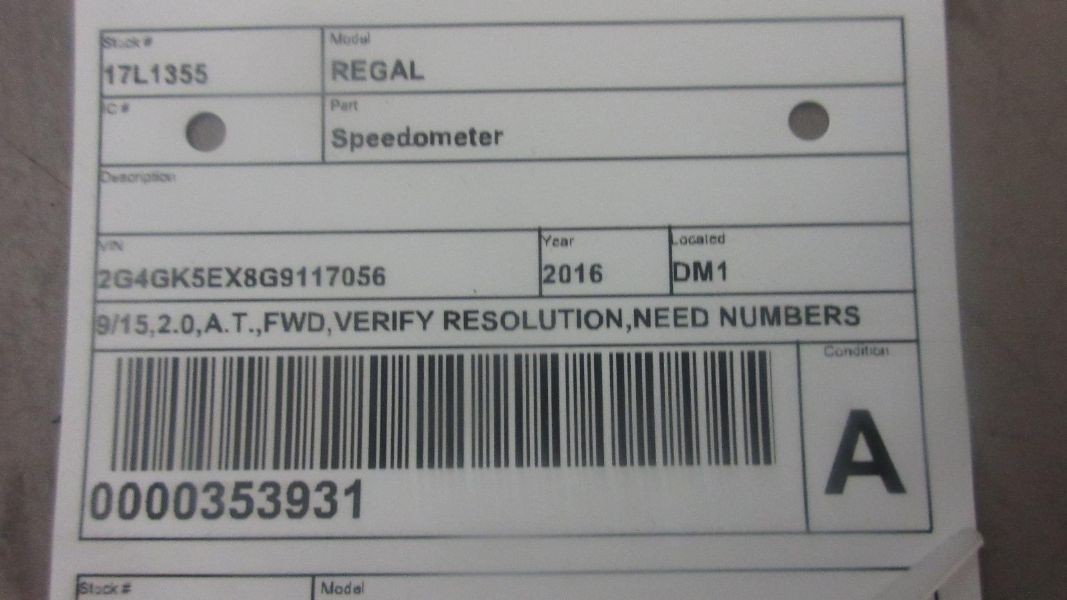 Stock # Model
17L1355 REGAL
IC # Part
Speedometer
Description
VIN Year Located
2G4GK5EX8G9117056 2016 DM1
9/15,2.0,A.T.,FWD,VERIFY RESOLUTION,NEED NUMBERS
Condition
A
0000353931
Stock # Model